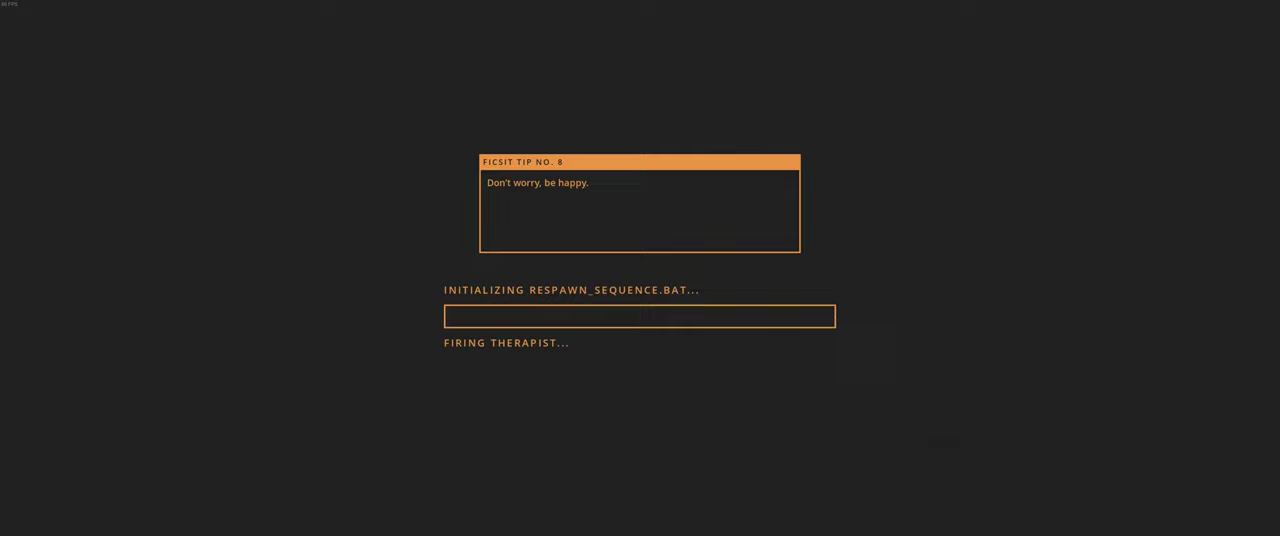 FICSIT TIP NO. 8
Don't worry, be happy.
INITIALIZING RESPAWN_SEQUENCE.BAT...
FIRING THERAPIST...